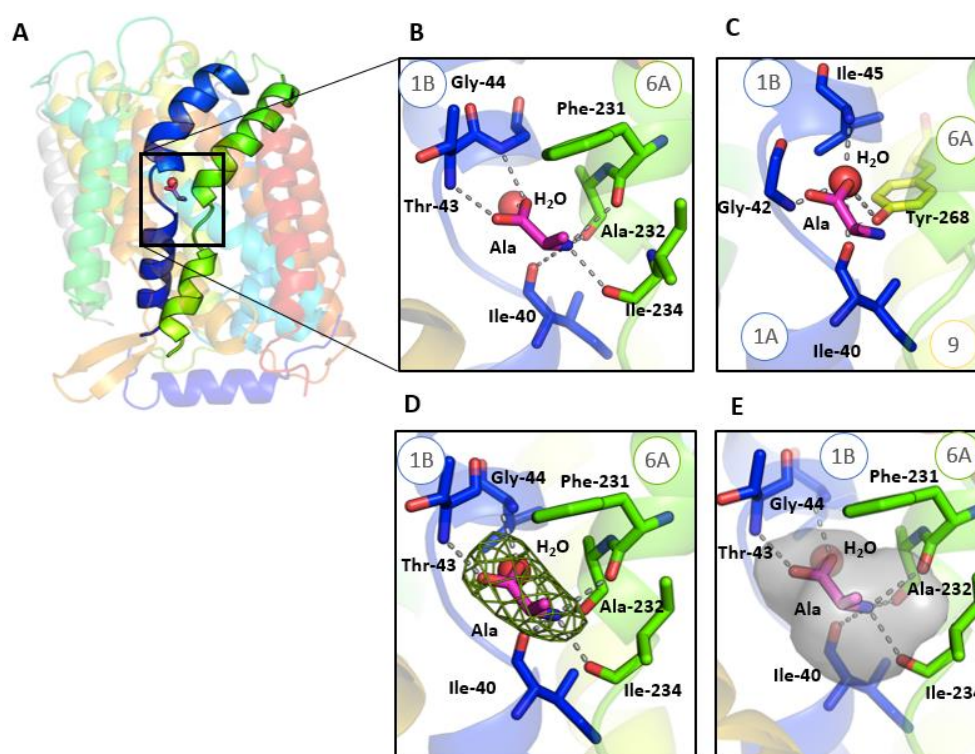 A
B
1B
Gly-44
6A
Phe-231
H₂O
Thr-43
Ala
Ala-232
Ile-40
Ile-234
C
1B
Ile-45
6A
H₂O
Gly-42
Ala
Tyr-268
1A
Ile-40
9
D
1B
Gly-44
6A
Phe-231
H₂O
Thr-43
Ala-232
Ala
Ile-40
Ile-234
E
1B
6A
Phe-231
Gly-44
H₂O
Thr-43
Ala-232
Ala
Ile-40
Ile-234